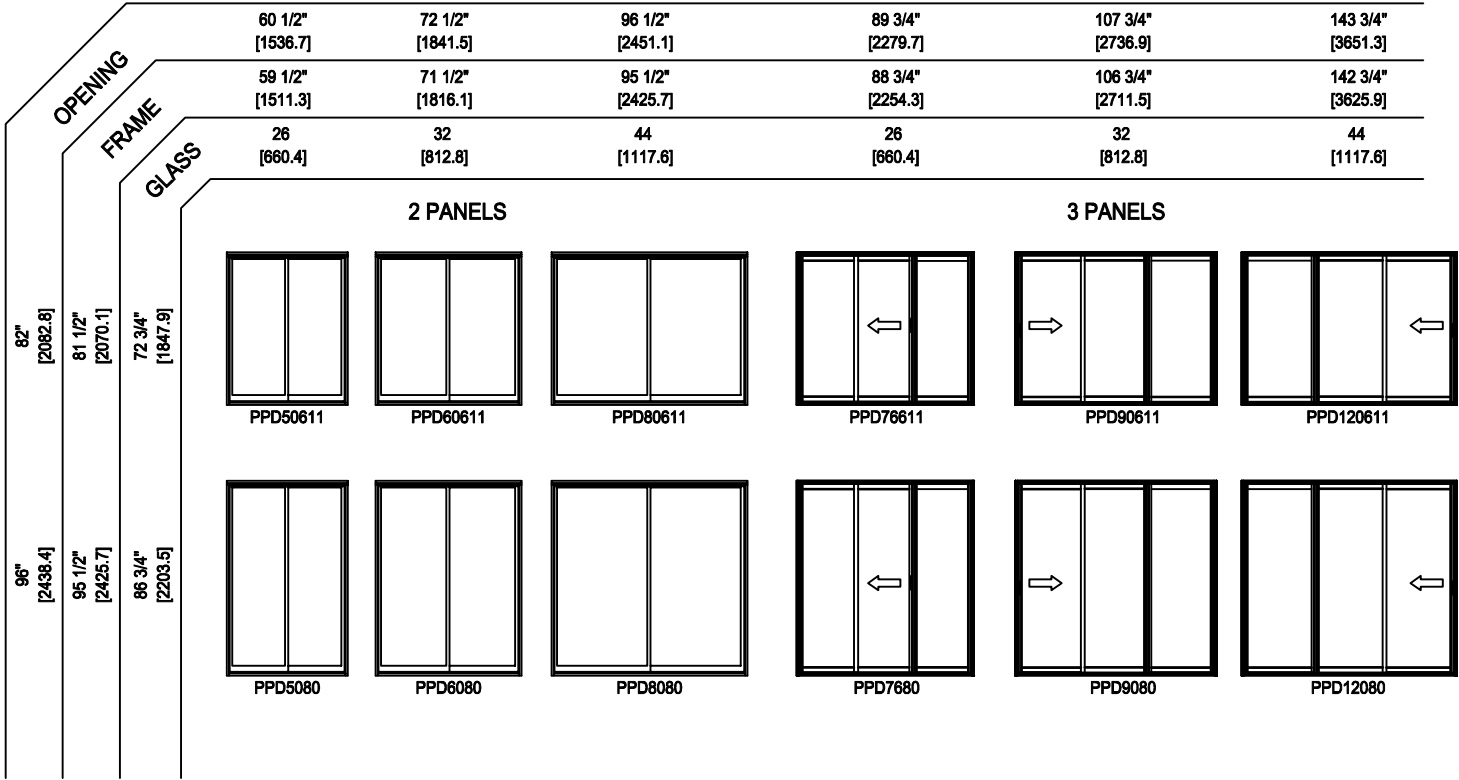 60 1/2" 72 1/2" 96 1/2" 89 3/4" 107 3/4" 143 3/4"
[1536.7] [1841.5] [2451.1] [2279.7] [2736.9] [3651.3]
OPENING
59 1/2" 71 1/2" 95 1/2" 88 3/4" 106 3/4" 142 3/4"
[1511.3] [1816.1] [2425.7] [2254.3] [2711.5] [3625.9]
FRAME
26 32 44 26 32 44
[660.4] [812.8] [1117.6] [660.4] [812.8] [1117.6]
GLASS
2 PANELS 3 PANELS
82"
[2082.8]
81 1/2"
[2070.1]
72 3/4"
[1847.9]
PPD50611 PPD60611 PPD80611 PPD76611 PPD90611 PPD120611
96"
[2438.4]
95 1/2"
[2425.7]
86 3/4"
[2203.5]
PPD5080 PPD6080 PPD8080 PPD7680 PPD9080 PPD12080